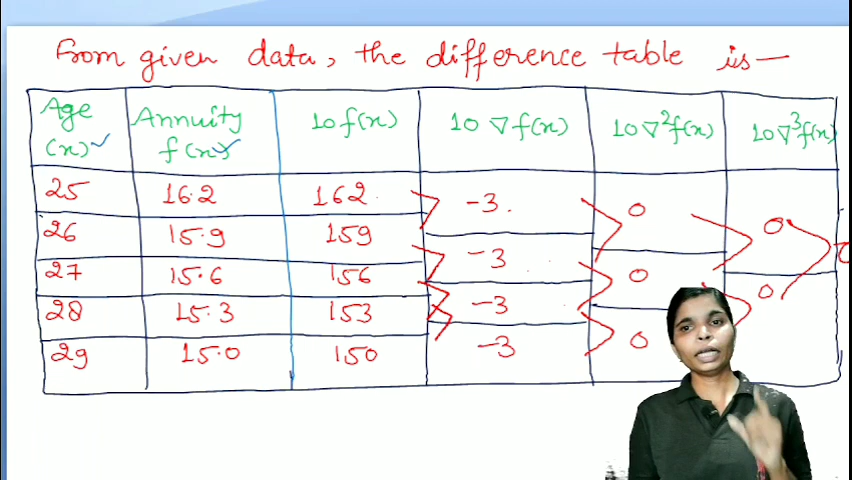 From given data, the difference table is—
Age (x) Annuity f(x) 10 f(x) 10 ∇ f(x) 10 ∇²f(x) 10 ∇³f(x)
25 16.2 162 -3 0 0
26 15.9 159 -3 0 0
27 15.6 156 -3 0
28 15.3 153 -3
29 15.0 150